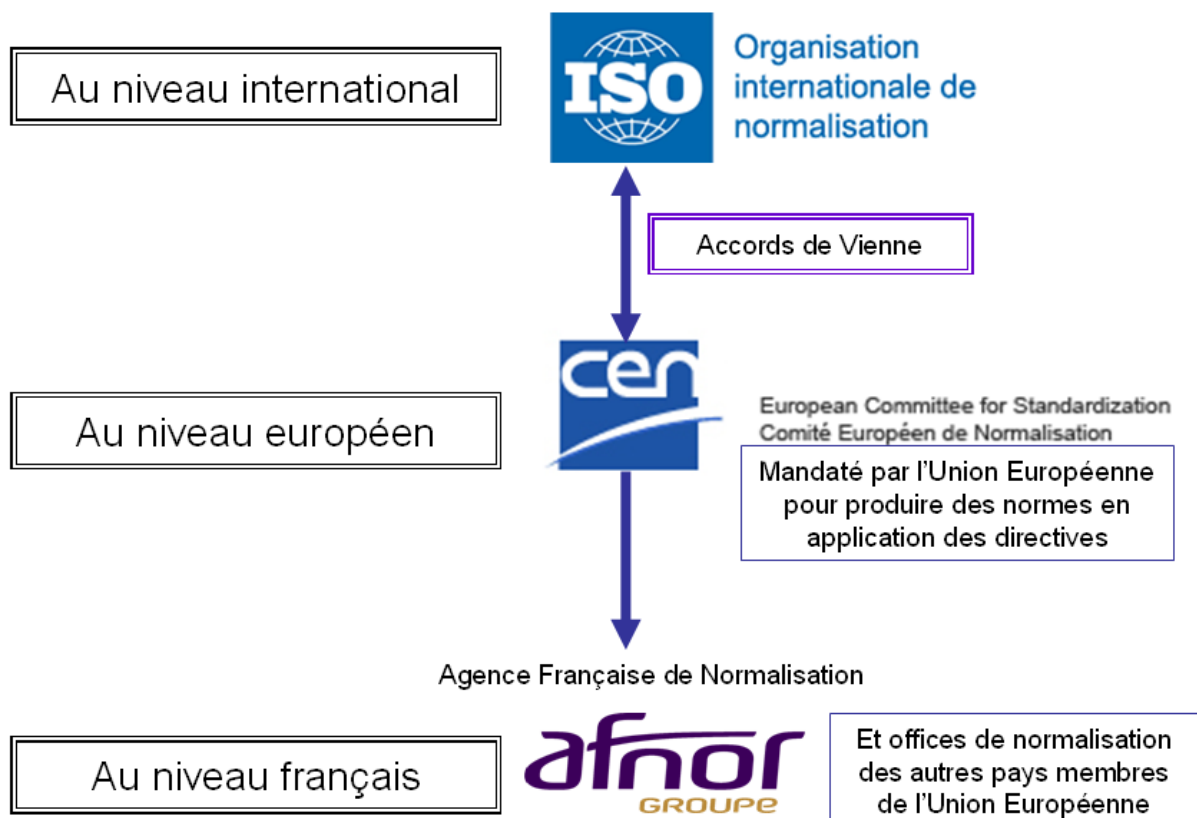 Au niveau international
ISO
Organisation
internationale de
normalisation
Accords de Vienne
Au niveau européen
cen
European Committee for Standardization
Comité Européen de Normalisation
Mandaté par l'Union Européenne
pour produire des normes en
application des directives
Agence Française de Normalisation
Au niveau français
afnor
GROUPE
Et offices de normalisation
des autres pays membres
de l'Union Européenne